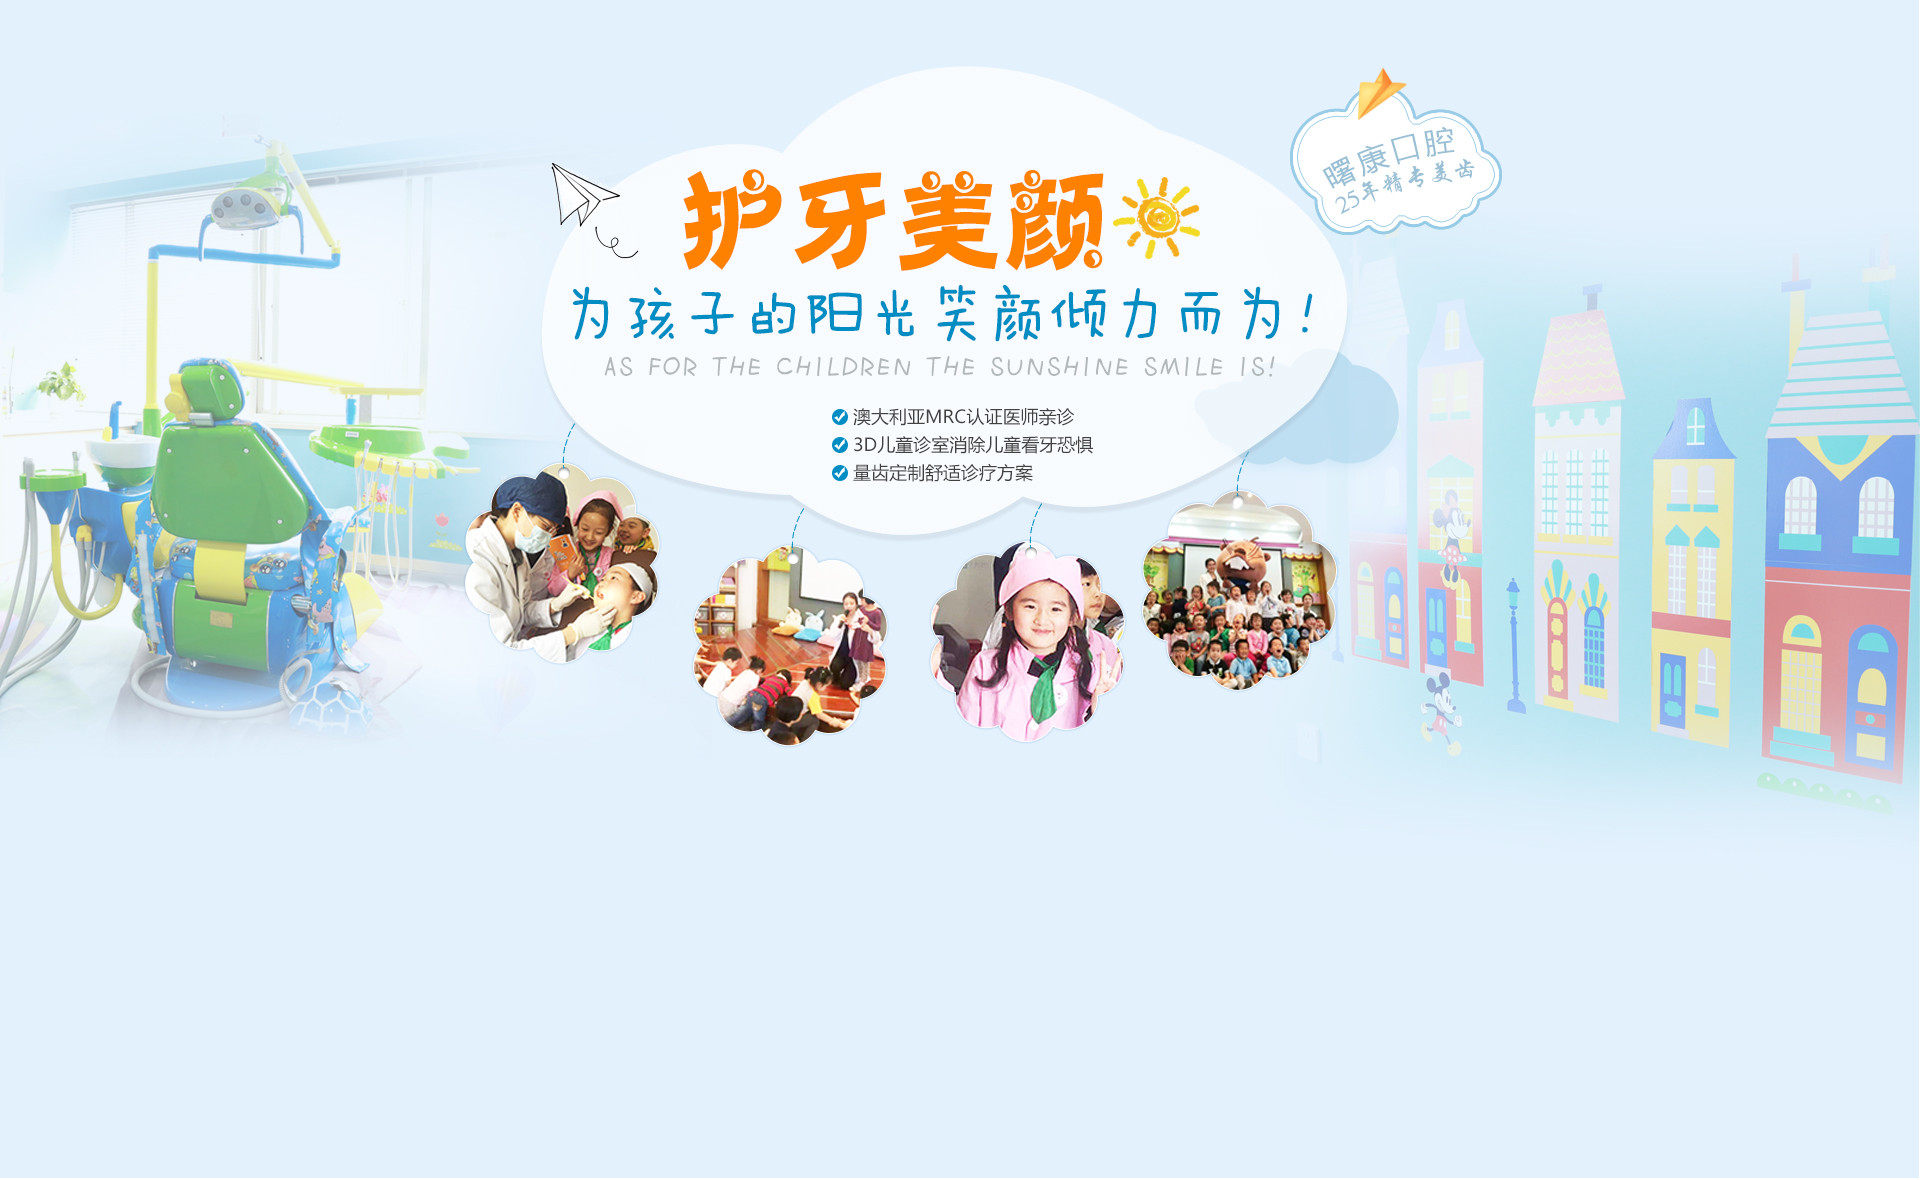 曙康口腔
25年精专美齿
护牙美颜
为孩子的阳光笑颜倾力而为!
AS FOR THE CHILDREN THE SUNSHINE SMILE IS!
澳大利亚MRC认证医师亲诊
3D儿童诊室消除儿童看牙恐惧
量齿定制舒适诊疗方案